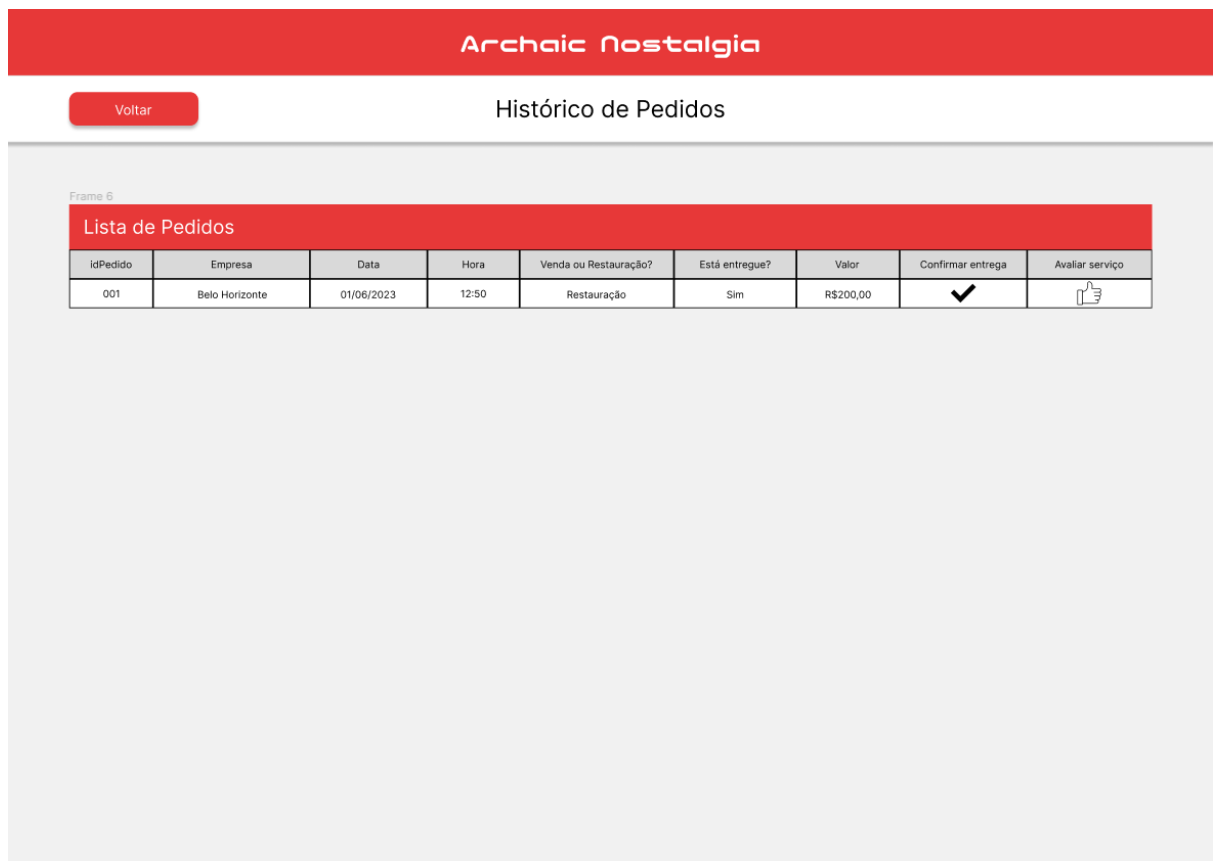 Archaic Nostalgia
Voltar
Histórico de Pedidos
Frame 6
Lista de Pedidos
idPedido Empresa Data Hora Venda ou Restauração? Está entregue? Valor Confirmar entrega Avaliar serviço
001 Belo Horizonte 01/06/2023 12:50 Restauração Sim R$200,00